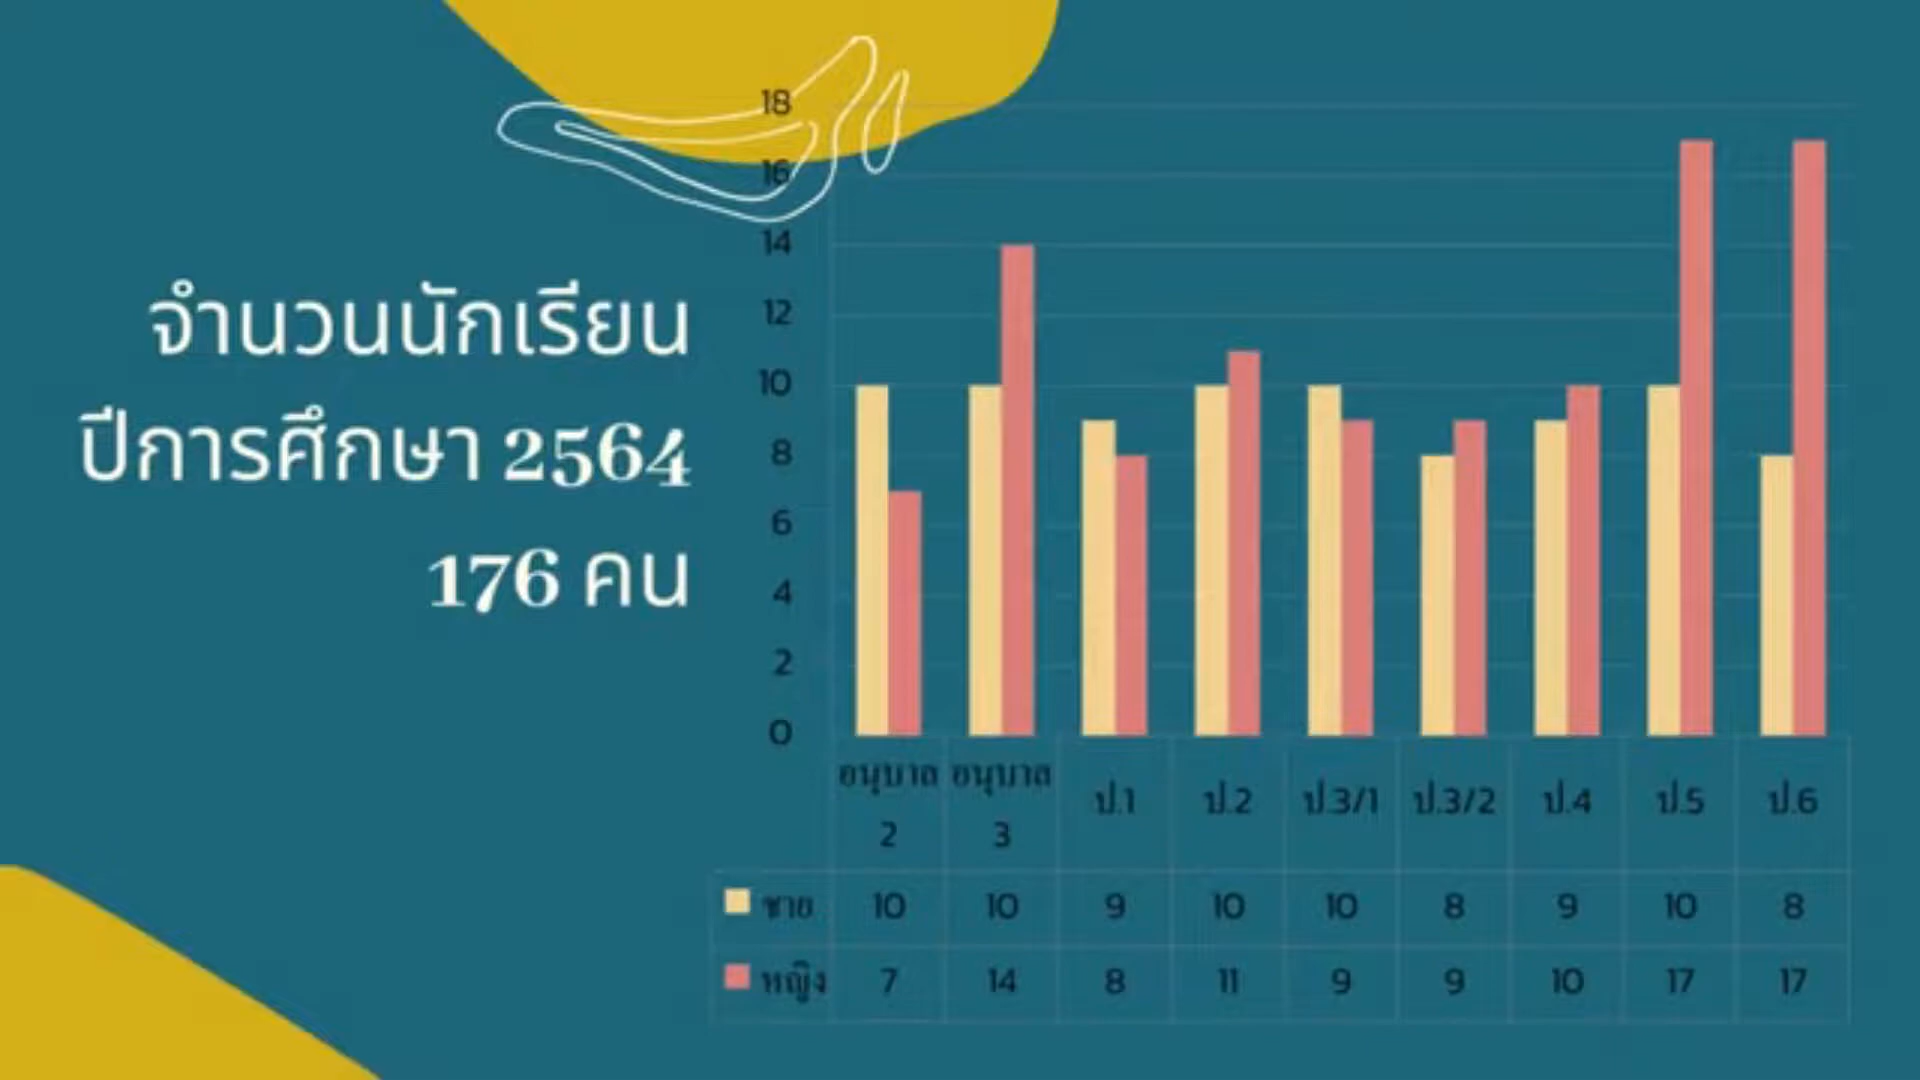 จำนวนนักเรียน
ปีการศึกษา 2564
176 คน
18
16
14
12
10
8
6
4
2
0
อนุบาล 2 อนุบาล 3 ป.1 ป.2 ป.3/1 ป.3/2 ป.4 ป.5 ป.6
ชาย 10 10 9 10 10 8 9 10 8
หญิง 7 14 8 11 9 9 10 17 17